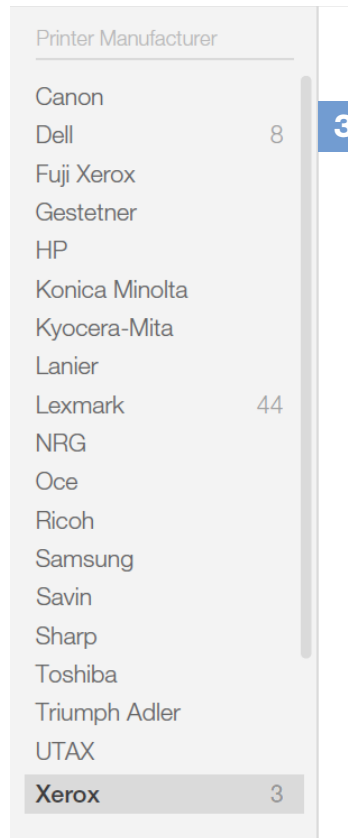 Printer Manufacturer
Canon
Dell 8
3
Fuji Xerox
Gestetner
HP
Konica Minolta
Kyocera-Mita
Lanier
Lexmark 44
NRG
Oce
Ricoh
Samsung
Savin
Sharp
Toshiba
Triumph Adler
UTAX
Xerox 3